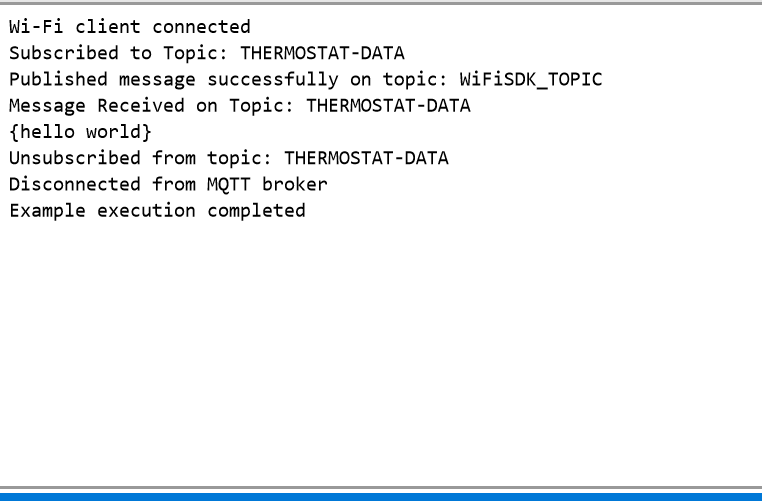 Wi-Fi client connected
Subscribed to Topic: THERMOSTAT-DATA
Published message successfully on topic: WiFiSDK_TOPIC
Message Received on Topic: THERMOSTAT-DATA
{hello world}
Unsubscribed from topic: THERMOSTAT-DATA
Disconnected from MQTT broker
Example execution completed